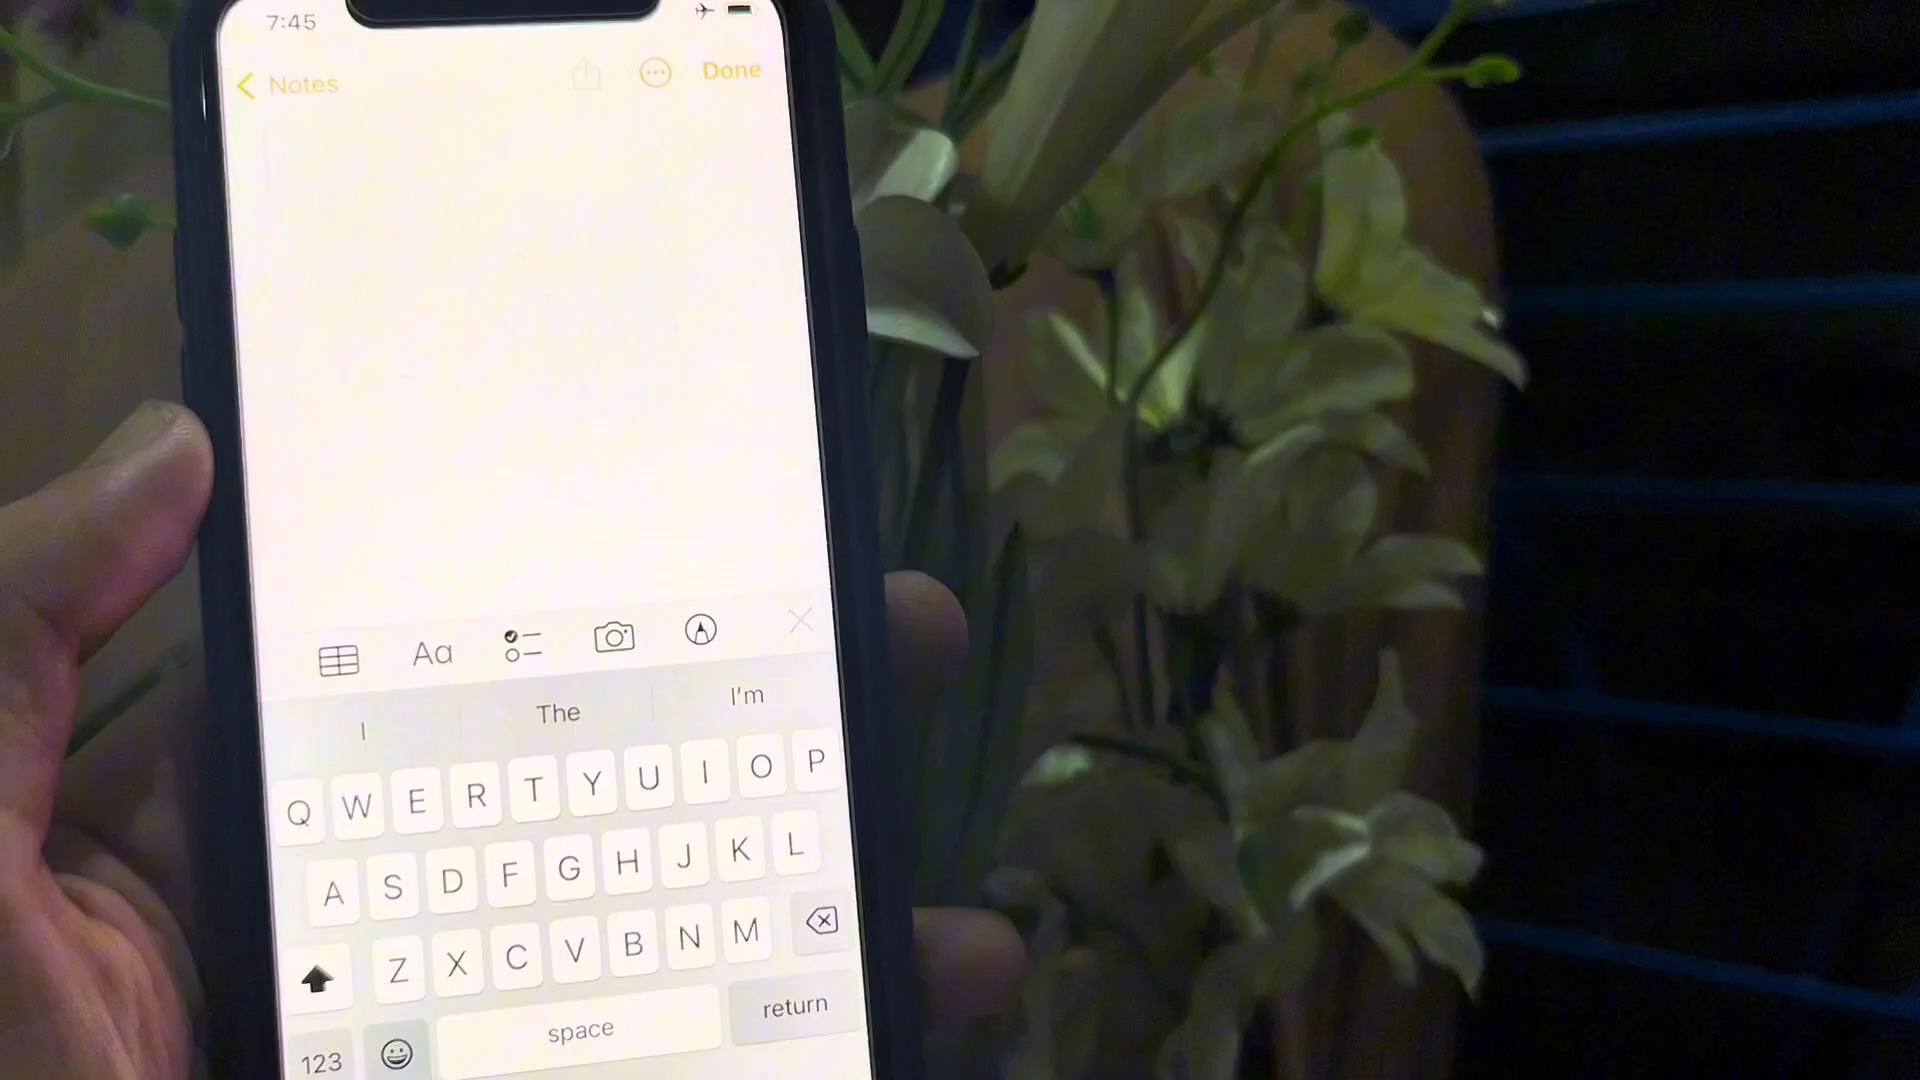 7:45
Notes
Done
Aa
I The I'm
Q W E R T Y U I O P
A S D F G H J K L
Z X C V B N M
return
space
123